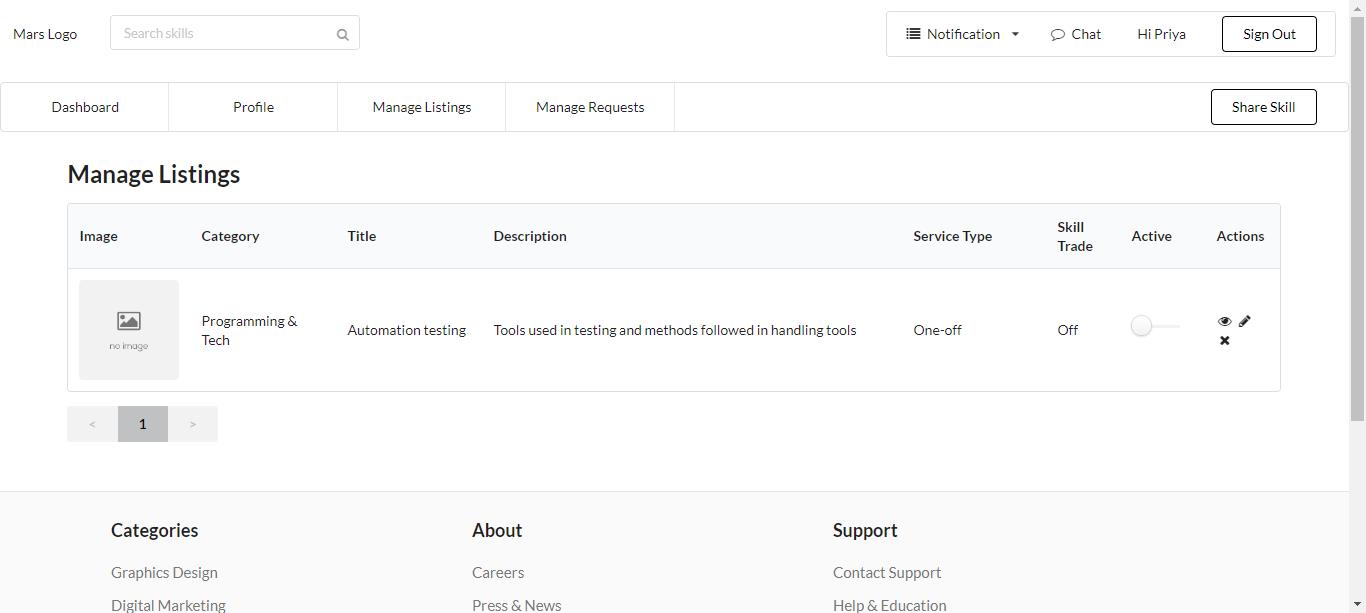 Mars Logo
Search skills
Notification
Chat
Hi Priya
Sign Out
Dashboard
Profile
Manage Listings
Manage Requests
Share Skill
Manage Listings
Image
Category
Title
Description
Service Type
Skill
Trade
Active
Actions
no image
Programming &
Tech
Automation testing
Tools used in testing and methods followed in handling tools
One-off
Off
<
1
>
Categories
About
Support
Graphics Design
Careers
Contact Support
Digital Marketing
Press & News
Help & Education